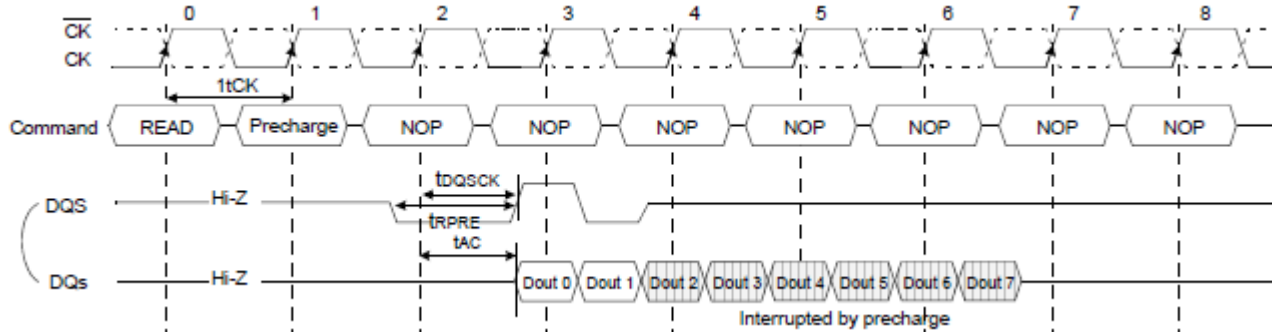 0 1 2 3 4 5 6 7 8
CK
CK
1tCK
Command READ Precharge NOP NOP NOP NOP NOP NOP NOP
tDQSCK
DQS Hi-Z
tRPRE
tAC
DQs Hi-Z Dout 0 Dout 1 Dout 2 Dout 3 Dout 4 Dout 5 Dout 6 Dout 7
Interrupted by precharge